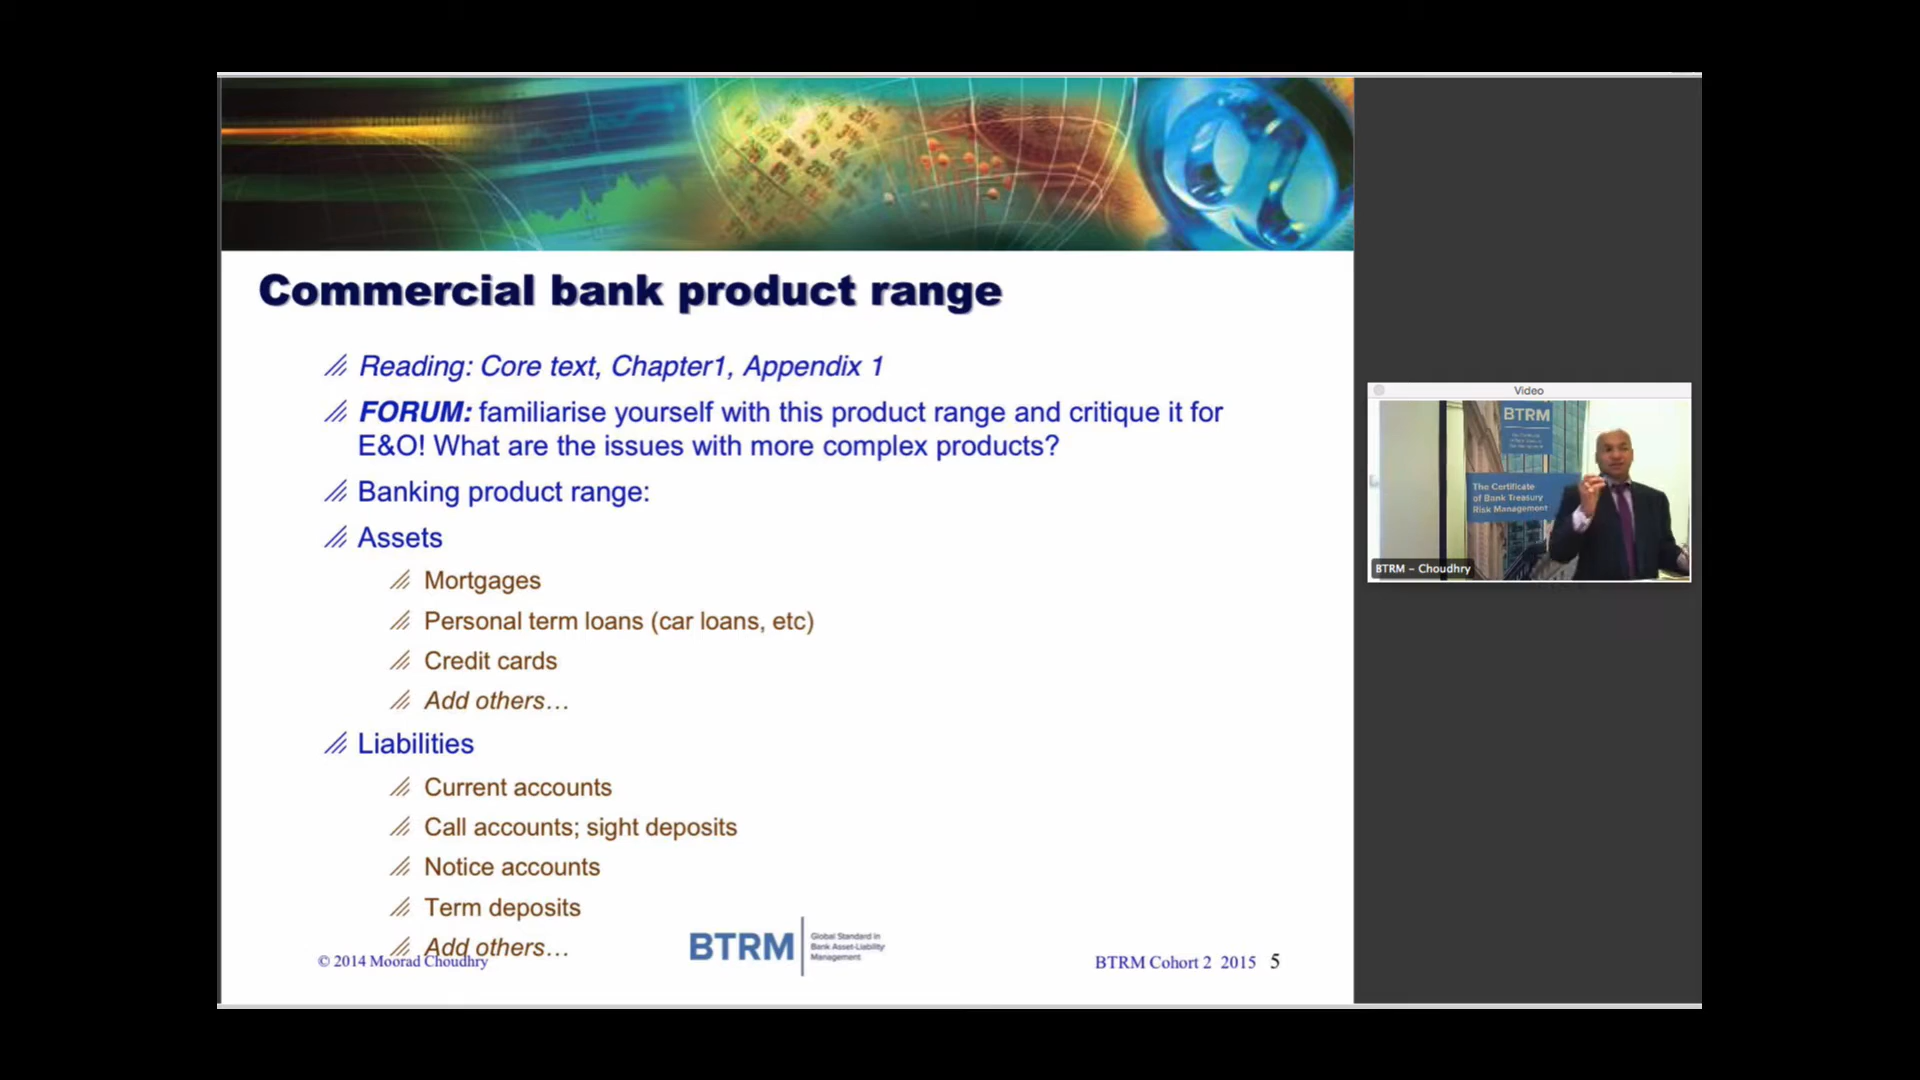 Commercial bank product range
Reading: Core text, Chapter1, Appendix 1
FORUM: familiarise yourself with this product range and critique it for
E&O! What are the issues with more complex products?
Banking product range:
Assets
Mortgages
Personal term loans (car loans, etc)
Credit cards
Add others…
Liabilities
Current accounts
Call accounts; sight deposits
Notice accounts
Term deposits
Add others…
© 2014 Moorad Choudhry
BTRM
Global Standard in
Bank Asset-Liability
Management
BTRM Cohort 2 2015 5
Video
BTRM
The Certificate
of Bank Treasury
Risk Management
BTRM – Choudhry